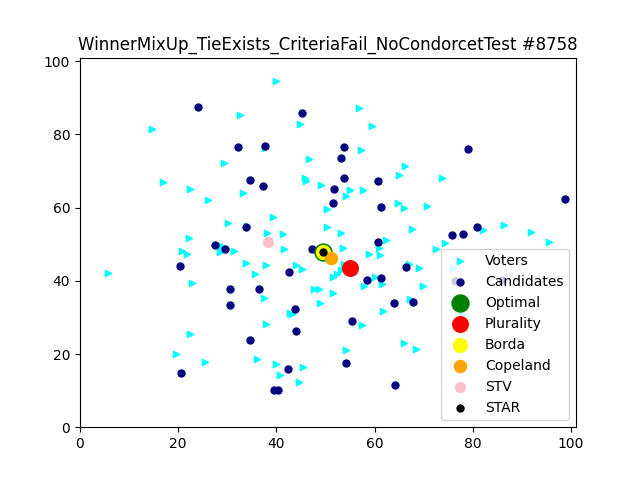 WinnerMixUp_TieExists_CriteriaFail_NoCondorcetTest #8758
100
80
60
40
20
0
0 20 40 60 80 100
Voters
Candidates
Optimal
Plurality
Borda
Copeland
STV
STAR